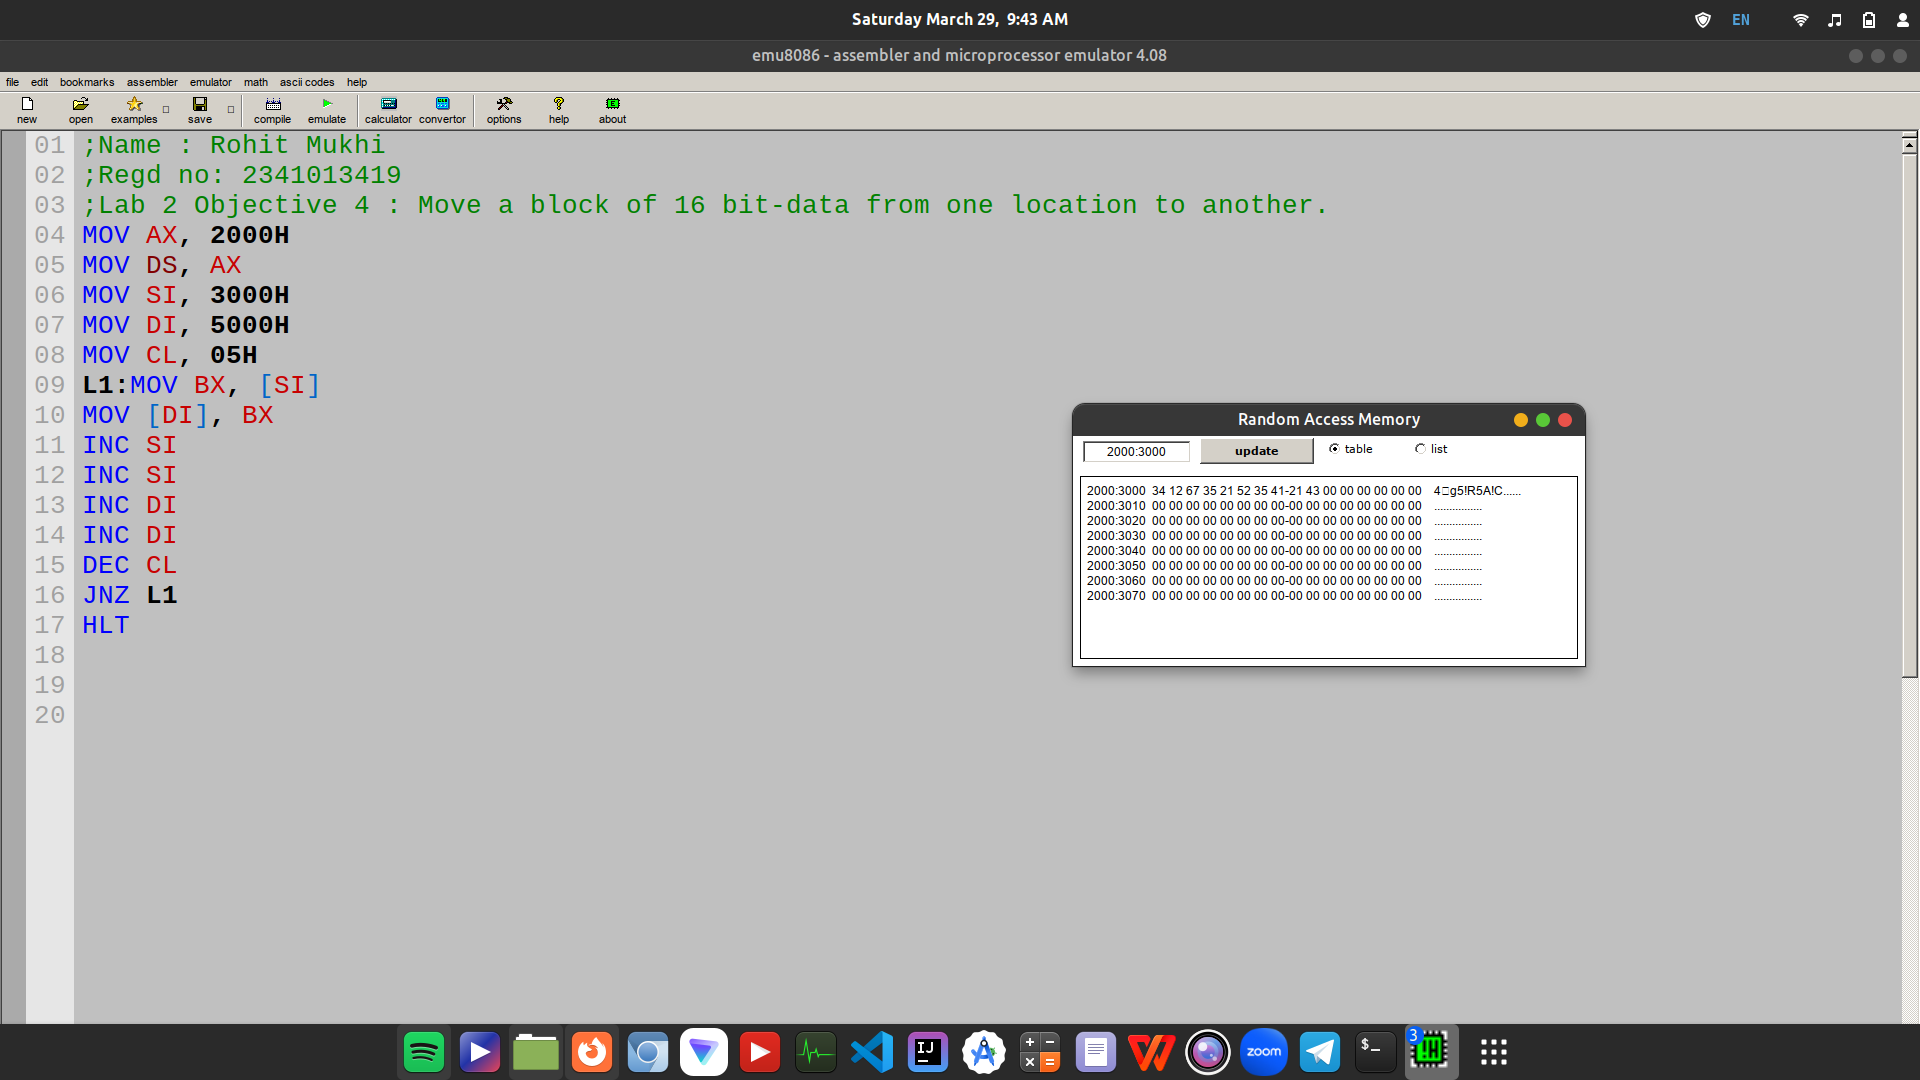 Saturday March 29, 9:43 AM
EN
emu8086 - assembler and microprocessor emulator 4.08
file edit bookmarks assembler emulator math ascii codes help
new open examples save compile emulate calculator convertor options help about
01 ;Name : Rohit Mukhi
02 ;Regd no: 2341013419
03 ;Lab 2 Objective 4 : Move a block of 16 bit-data from one location to another.
04 MOV AX, 2000H
05 MOV DS, AX
06 MOV SI, 3000H
07 MOV DI, 5000H
08 MOV CL, 05H
09 L1:MOV BX, [SI]
10 MOV [DI], BX
11 INC SI
12 INC SI
13 INC DI
14 INC DI
15 DEC CL
16 JNZ L1
17 HLT
18
19
20
Random Access Memory
2000:3000 update table list
2000:3000 34 12 67 35 21 52 35 41-21 43 00 00 00 00 00 00 4□g5!R5A!C......
2000:3010 00 00 00 00 00 00 00 00-00 00 00 00 00 00 00 00 ................
2000:3020 00 00 00 00 00 00 00 00-00 00 00 00 00 00 00 00 ................
2000:3030 00 00 00 00 00 00 00 00-00 00 00 00 00 00 00 00 ................
2000:3040 00 00 00 00 00 00 00 00-00 00 00 00 00 00 00 00 ................
2000:3050 00 00 00 00 00 00 00 00-00 00 00 00 00 00 00 00 ................
2000:3060 00 00 00 00 00 00 00 00-00 00 00 00 00 00 00 00 ................
2000:3070 00 00 00 00 00 00 00 00-00 00 00 00 00 00 00 00 ................
IJ
zoom
$_
3